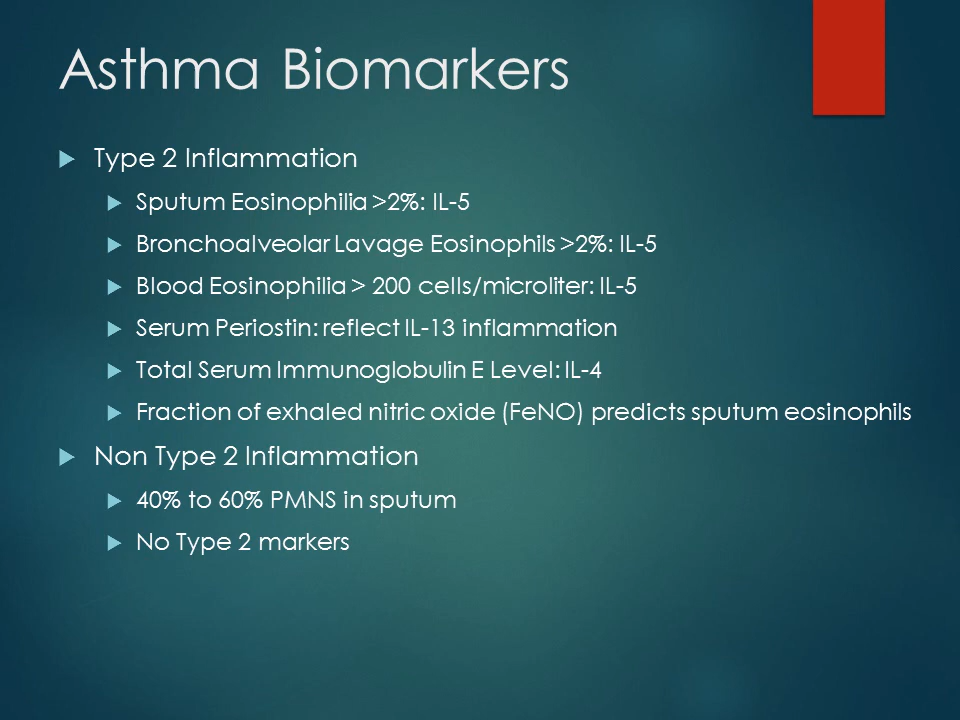 Asthma Biomarkers
Type 2 Inflammation
Sputum Eosinophilia >2%: IL-5
Bronchoalveolar Lavage Eosinophils >2%: IL-5
Blood Eosinophilia > 200 cells/microliter: IL-5
Serum Periostin: reflect IL-13 inflammation
Total Serum Immunoglobulin E Level: IL-4
Fraction of exhaled nitric oxide (FeNO) predicts sputum eosinophils
Non Type 2 Inflammation
40% to 60% PMNS in sputum
No Type 2 markers